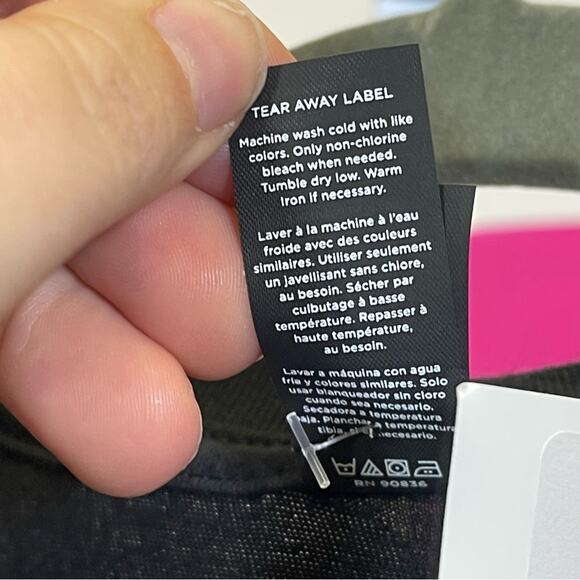 TEAR AWAY LABEL
Machine wash cold with like
colors. Only non-chlorine
bleach when needed.
Tumble dry low. Warm
Iron if necessary.
Laver à la machine à l'eau
froide avec des couleurs
similaires. Utiliser seulement
un javellisant sans chlore,
au besoin. Sécher par
culbutage à basse
température. Repasser à
haute température,
au besoin.
Lavar a máquina con agua
fría y colores similares. Solo
usar blanqueador sin cloro
cuando sea necesario.
Secadora a temperatura
baja. Planchar a temperatura
tibia, necesario.
RN 90836